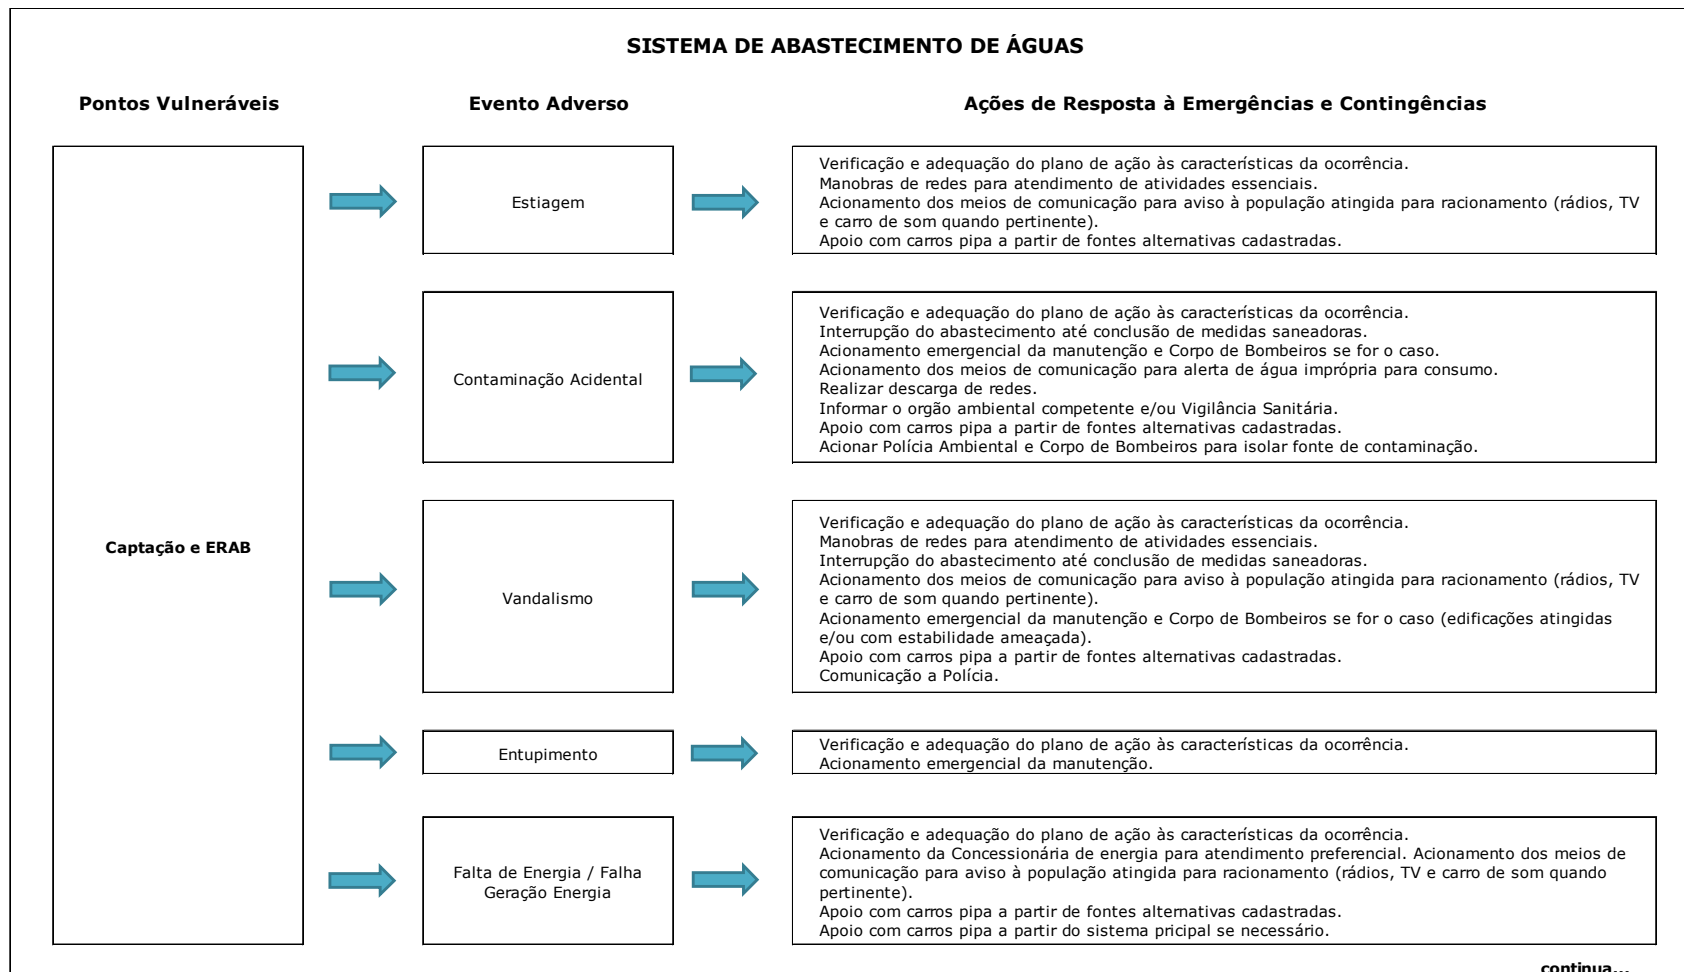 SISTEMA DE ABASTECIMENTO DE ÁGUAS
Pontos Vulneráveis
Evento Adverso
Ações de Resposta à Emergências e Contingências
Captação e ERAB
Estiagem
Verificação e adequação do plano de ação às características da ocorrência.
Manobras de redes para atendimento de atividades essenciais.
Acionamento dos meios de comunicação para aviso à população atingida para racionamento (rádios, TV
e carro de som quando pertinente).
Apoio com carros pipa a partir de fontes alternativas cadastradas.
Contaminação Acidental
Verificação e adequação do plano de ação às características da ocorrência.
Interrupção do abastecimento até conclusão de medidas saneadoras.
Acionamento emergencial da manutenção e Corpo de Bombeiros se for o caso.
Acionamento dos meios de comunicação para alerta de água imprópria para consumo.
Realizar descarga de redes.
Informar o orgão ambiental competente e/ou Vigilância Sanitária.
Apoio com carros pipa a partir de fontes alternativas cadastradas.
Acionar Polícia Ambiental e Corpo de Bombeiros para isolar fonte de contaminação.
Vandalismo
Verificação e adequação do plano de ação às características da ocorrência.
Manobras de redes para atendimento de atividades essenciais.
Interrupção do abastecimento até conclusão de medidas saneadoras.
Acionamento dos meios de comunicação para aviso à população atingida para racionamento (rádios, TV
e carro de som quando pertinente).
Acionamento emergencial da manutenção e Corpo de Bombeiros se for o caso (edificações atingidas
e/ou com estabilidade ameaçada).
Apoio com carros pipa a partir de fontes alternativas cadastradas.
Comunicação a Polícia.
Entupimento
Verificação e adequação do plano de ação às características da ocorrência.
Acionamento emergencial da manutenção.
Falta de Energia / Falha
Geração Energia
Verificação e adequação do plano de ação às características da ocorrência.
Acionamento da Concessionária de energia para atendimento preferencial. Acionamento dos meios de
comunicação para aviso à população atingida para racionamento (rádios, TV e carro de som quando
pertinente).
Apoio com carros pipa a partir de fontes alternativas cadastradas.
Apoio com carros pipa a partir do sistema pricipal se necessário.
continua...